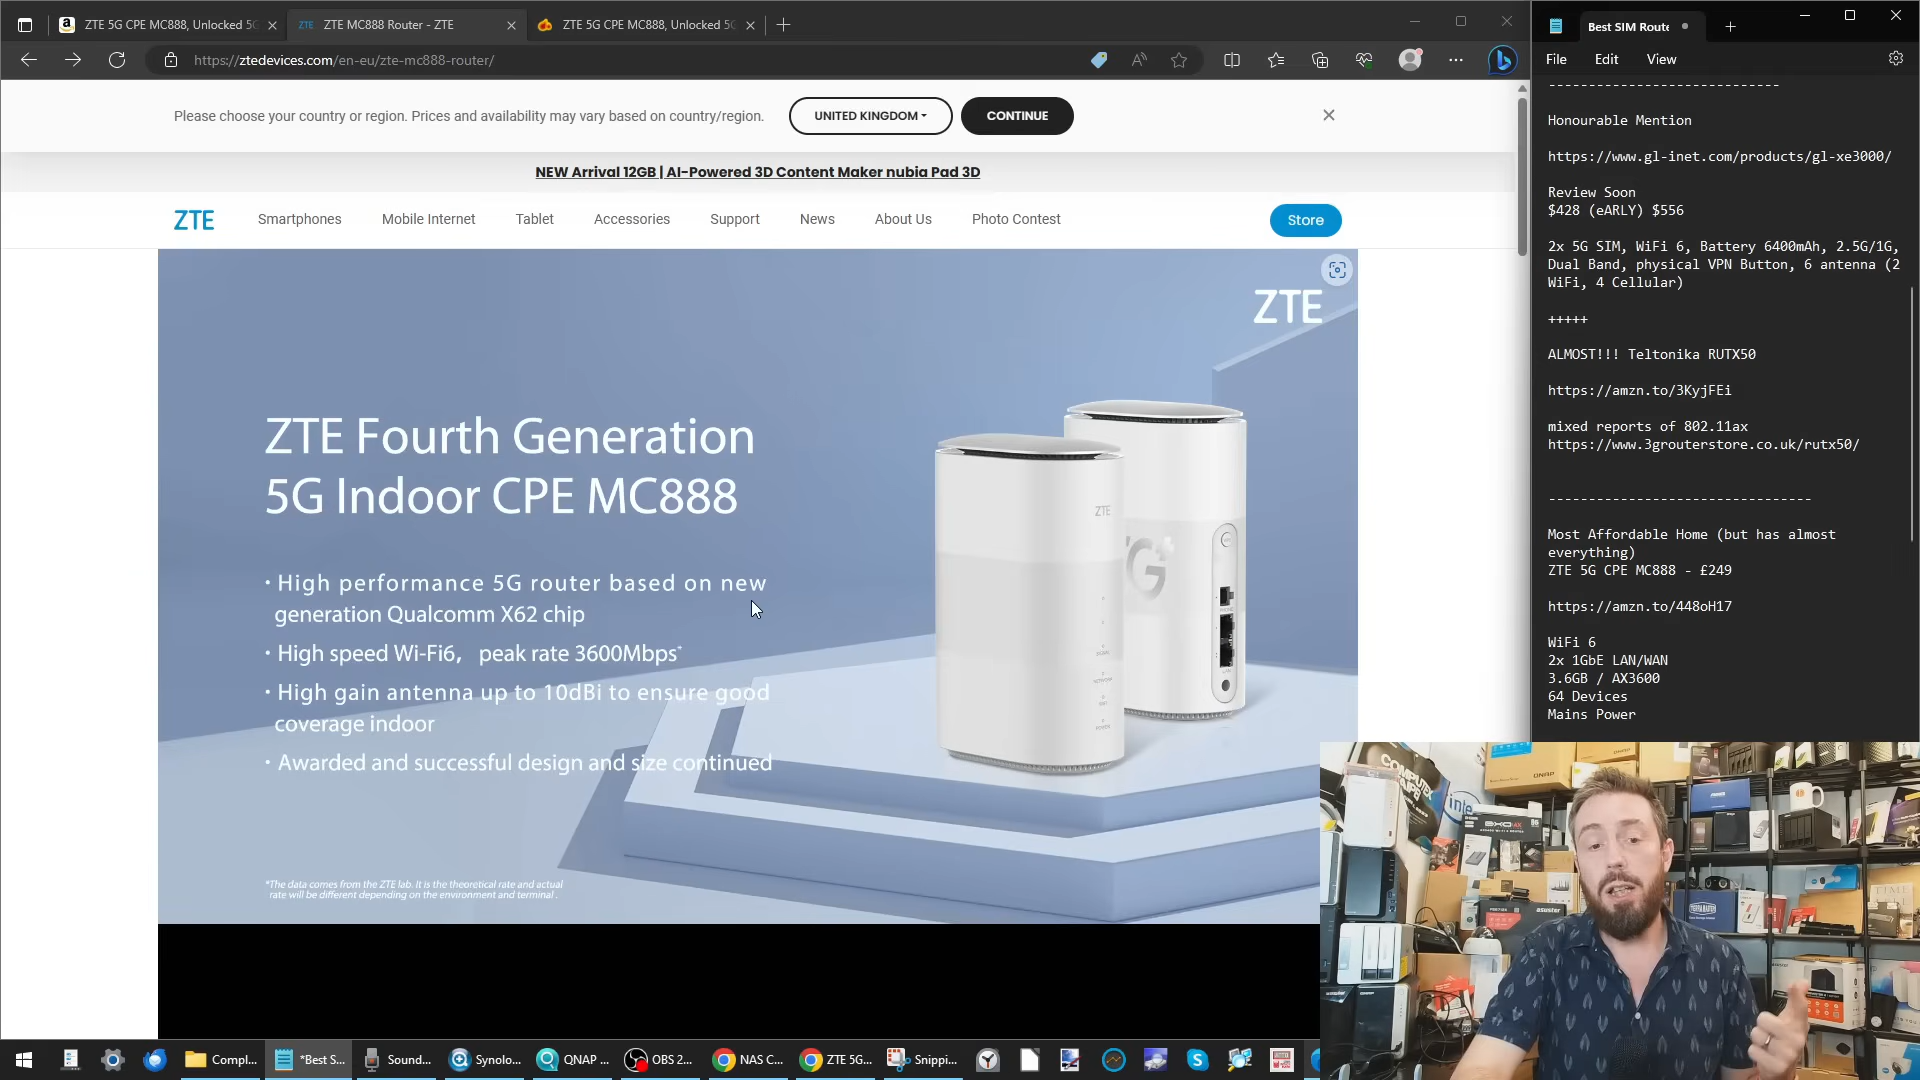 ZTE 5G CPE MC888, Unlocked 5G
ZTE MC888 Router - ZTE
ZTE 5G CPE MC888, Unlocked 5G
https://ztedevices.com/en-eu/zte-mc888-router/
Please choose your country or region. Prices and availability may vary based on country/region.
UNITED KINGDOM
CONTINUE
NEW Arrival 12GB | AI-Powered 3D Content Maker nubia Pad 3D
ZTE
Smartphones
Mobile Internet
Tablet
Accessories
Support
News
About Us
Photo Contest
Store
ZTE
ZTE Fourth Generation
5G Indoor CPE MC888
• High performance 5G router based on new
generation Qualcomm X62 chip
• High speed Wi-Fi6, peak rate 3600Mbps*
• High gain antenna up to 10dBi to ensure good
coverage indoor
• Awarded and successful design and size continued
*The data comes from the ZTE lab. It is the theoretical rate and actual
rate will be different depending on the environment and terminal .
ZTE
5G
Best SIM Route
File
Edit
View
-----------------------------
Honourable Mention
https://www.gl-inet.com/products/gl-xe3000/
Review Soon
$428 (eARLY) $556
2x 5G SIM, WiFi 6, Battery 6400mAh, 2.5G/1G,
Dual Band, physical VPN Button, 6 antenna (2
WiFi, 4 Cellular)
+++++
ALMOST!!! Teltonika RUTX50
https://amzn.to/3KyjFEi
mixed reports of 802.11ax
https://www.3grouterstore.co.uk/rutx50/
---------------------------------
Most Affordable Home (but has almost
everything)
ZTE 5G CPE MC888 - £249
https://amzn.to/448oH17
WiFi 6
2x 1GbE LAN/WAN
3.6GB / AX3600
64 Devices
Mains Power
COMPUTEX
TAIPEI
intel
QNAP
asustor
TIME
Compl...
*Best S...
Sound...
Synolo...
QNAP ...
OBS 2...
NAS C...
ZTE 5G...
Snippi...